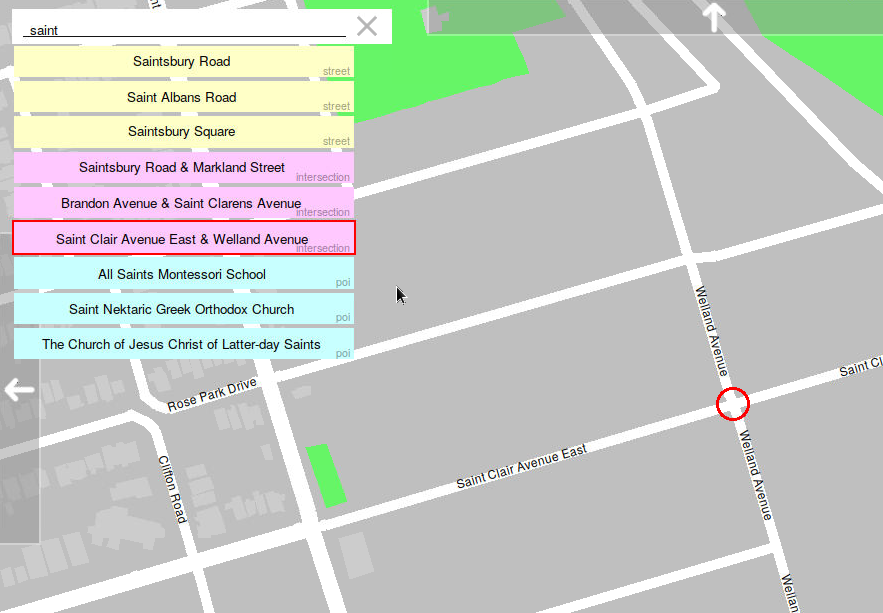 saint
Saintsbury Road
street
Saint Albans Road
street
Saintsbury Square
street
Saintsbury Road & Markland Street
intersection
Brandon Avenue & Saint Clarens Avenue
intersection
Saint Clair Avenue East & Welland Avenue
intersection
All Saints Montessori School
poi
Saint Nektaric Greek Orthodox Church
poi
The Church of Jesus Christ of Latter-day Saints
poi
Welland Avenue
Saint Cl
Rose Park Drive
Saint Clair Avenue East
Welland Avenue
Clifton Road
Wellan